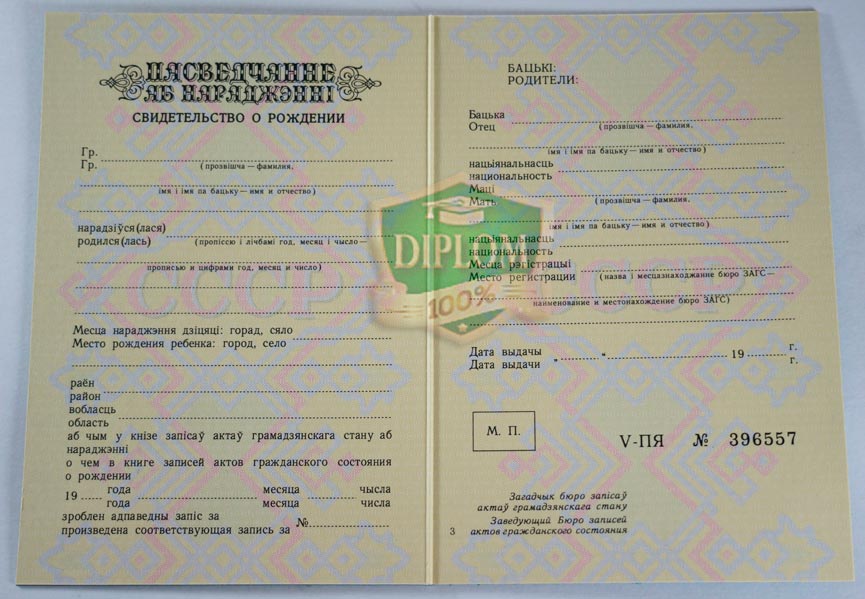 ПАСВЕДЧАННЕ
АБ НАРАДЖЭННІ
СВИДЕТЕЛЬСТВО О РОЖДЕНИИ
Гр.
Гр. (прозвішча — фамилия,
імя і імя па бацьку — имя и отчество)
нарадзіўся(лася)
родился(лась) (пропіссю і лічбамі год, месяц і число —
прописью и цифрами год, месяц и число)
Месца нараджэння дзіцяці: горад, сяло
Место рождения ребенка: город, село
раён
район
вобласць
область
аб чым у кнізе запісаў актаў грамадзянскага стану аб
нараджэнні
о чем в книге записей актов гражданского состояния
о рождении
19 года месяца чысла
года месяца числа
зроблен адпаведны запіс за
произведена соответствующая запись за №
БАЦЬКІ:
РОДИТЕЛИ:
Бацька
Отец (прозвішча — фамилия,
імя і імя па бацьку — имя и отчество)
нацыянальнасць
национальность
Маці
Мать (прозвішча — фамилия,
імя і імя па бацьку — имя и отчество)
нацыянальнасць
национальность
Месца рэгістрацыі
Место регистрации (назва і месцазнаходжанне бюро ЗАГС —
наименование и местонахождение бюро ЗАГС)
Дата выдачы
Дата выдачи " " 19 г.
г.
М. П.
V-ПЯ № 396557
Загадчык бюро запісаў
актаў грамадзянскага стану
Заведующий Бюро записей
3 актов гражданского состояния
СССР СССР
DIPLOM
100%